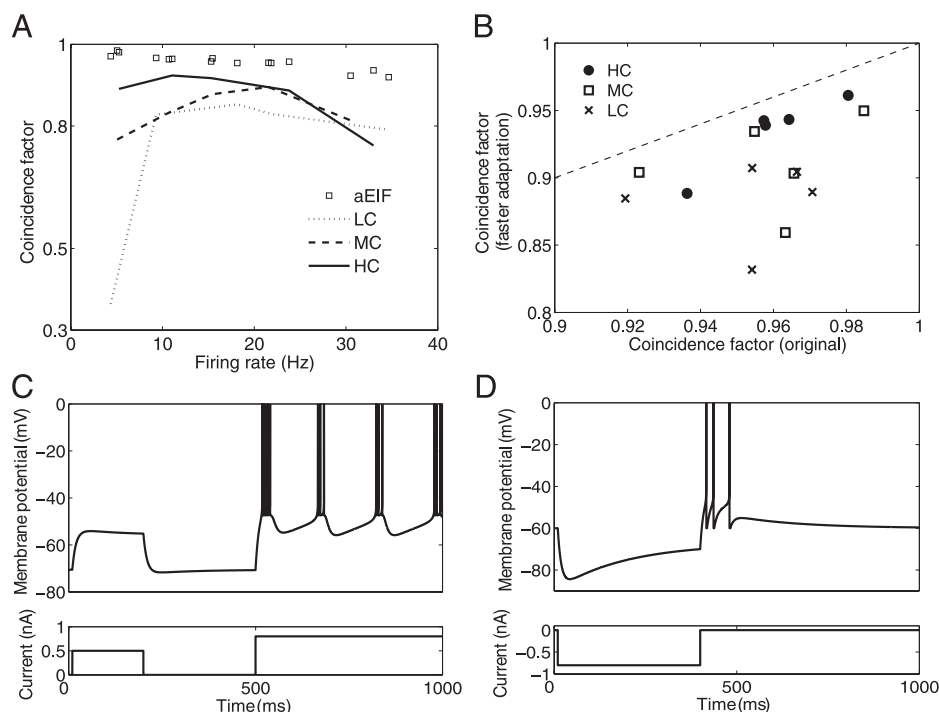 A
1
0.8
0.5
0.3
Coincidence factor
aEIF
LC
MC
HC
0 10 20 30 40
Firing rate (Hz)
B
1
0.95
0.9
0.85
0.8
Coincidence factor
(faster adaptation)
HC
MC
LC
0.9 0.92 0.94 0.96 0.98 1
Coincidence factor (original)
C
0
−20
−40
−60
−80
Membrane potential (mV)
1
0.5
0
Current (nA)
0 500 1000
Time (ms)
D
0
−20
−40
−60
−80
Membrane potential (mV)
0
−0.5
−1
Current (nA)
0 500 1000
Time (ms)